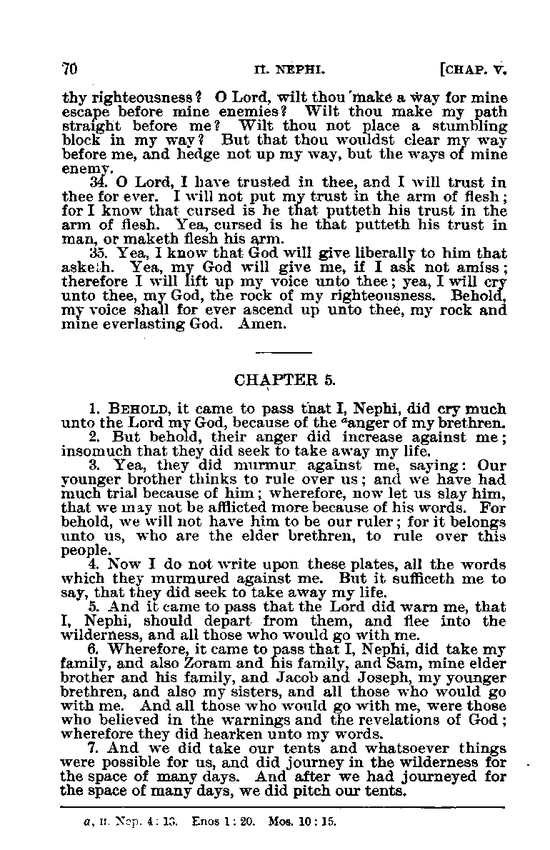 70 II. NEPHI. [CHAP. V.
thy righteousness? O Lord, wilt thou make a way for mine
escape before mine enemies? Wilt thou make my path
straight before me? Wilt thou not place a stumbling
block in my way? But that thou wouldst clear my way
before me, and hedge not up my way, but the ways of mine
enemy.
34. O Lord, I have trusted in thee, and I will trust in
thee for ever. I will not put my trust in the arm of flesh;
for I know that cursed is he that putteth his trust in the
arm of flesh. Yea, cursed is he that putteth his trust in
man, or maketh flesh his arm.
35. Yea, I know that God will give liberally to him that
asketh. Yea, my God will give me, if I ask not amiss;
therefore I will lift up my voice unto thee; yea, I will cry
unto thee, my God, the rock of my righteousness. Behold,
my voice shall for ever ascend up unto thee, my rock and
mine everlasting God. Amen.
CHAPTER 5.
1. BEHOLD, it came to pass that I, Nephi, did cry much
unto the Lord my God, because of the ᵃanger of my brethren.
2. But behold, their anger did increase against me;
insomuch that they did seek to take away my life.
3. Yea, they did murmur against me, saying: Our
younger brother thinks to rule over us; and we have had
much trial because of him; wherefore, now let us slay him,
that we may not be afflicted more because of his words. For
behold, we will not have him to be our ruler; for it belongs
unto us, who are the elder brethren, to rule over this
people.
4. Now I do not write upon these plates, all the words
which they murmured against me. But it sufficeth me to
say, that they did seek to take away my life.
5. And it came to pass that the Lord did warn me, that
I, Nephi, should depart from them, and flee into the
wilderness, and all those who would go with me.
6. Wherefore, it came to pass that I, Nephi, did take my
family, and also Zoram and his family, and Sam, mine elder
brother and his family, and Jacob and Joseph, my younger
brethren, and also my sisters, and all those who would go
with me. And all those who would go with me, were those
who believed in the warnings and the revelations of God;
wherefore they did hearken unto my words.
7. And we did take our tents and whatsoever things
were possible for us, and did journey in the wilderness for
the space of many days. And after we had journeyed for
the space of many days, we did pitch our tents.
a, II. Nep. 4: 13. Enos 1: 20. Mos. 10: 15.